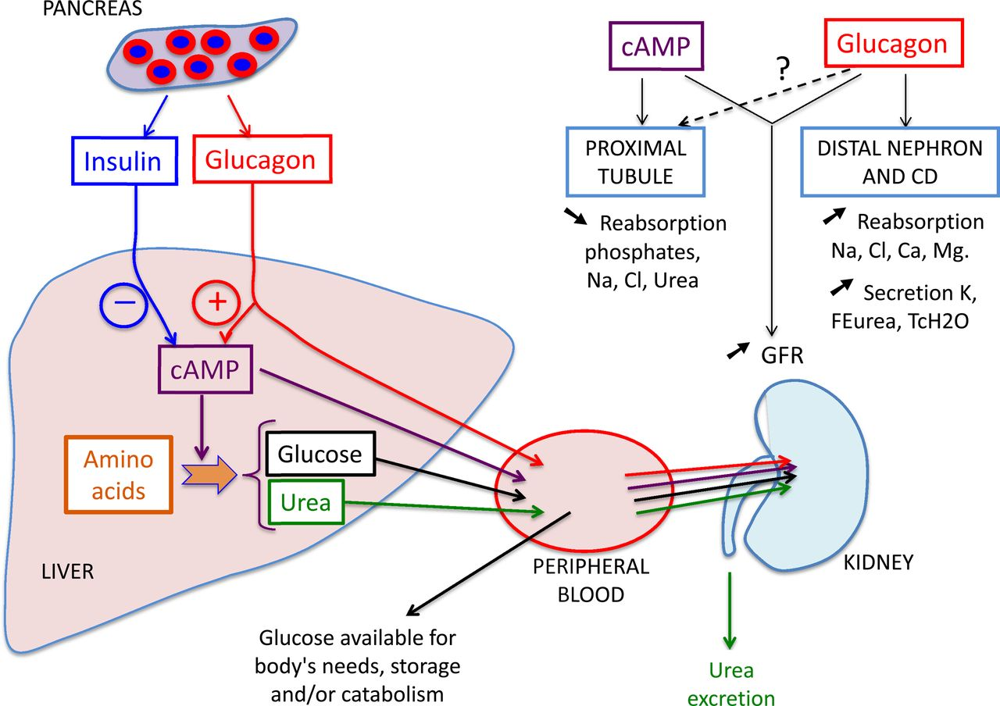 PANCREAS
Insulin
Glucagon
−
+
cAMP
Amino
acids
Glucose
Urea
LIVER
PERIPHERAL
BLOOD
Glucose available for
body's needs, storage
and/or catabolism
cAMP
Glucagon
?
PROXIMAL
TUBULE
Reabsorption
phosphates,
Na, Cl, Urea
DISTAL NEPHRON
AND CD
Reabsorption
Na, Cl, Ca, Mg.
Secretion K,
FEurea, TcH2O
GFR
KIDNEY
Urea
excretion